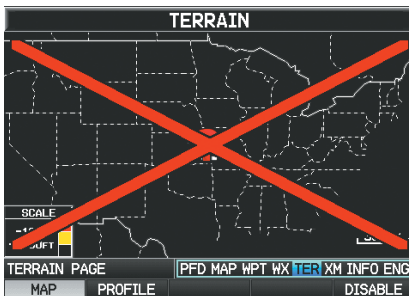 TERRAIN
SCALE
TERRAIN PAGE
PFD MAP WPT WX TER XM INFO ENG
MAP PROFILE DISABLE